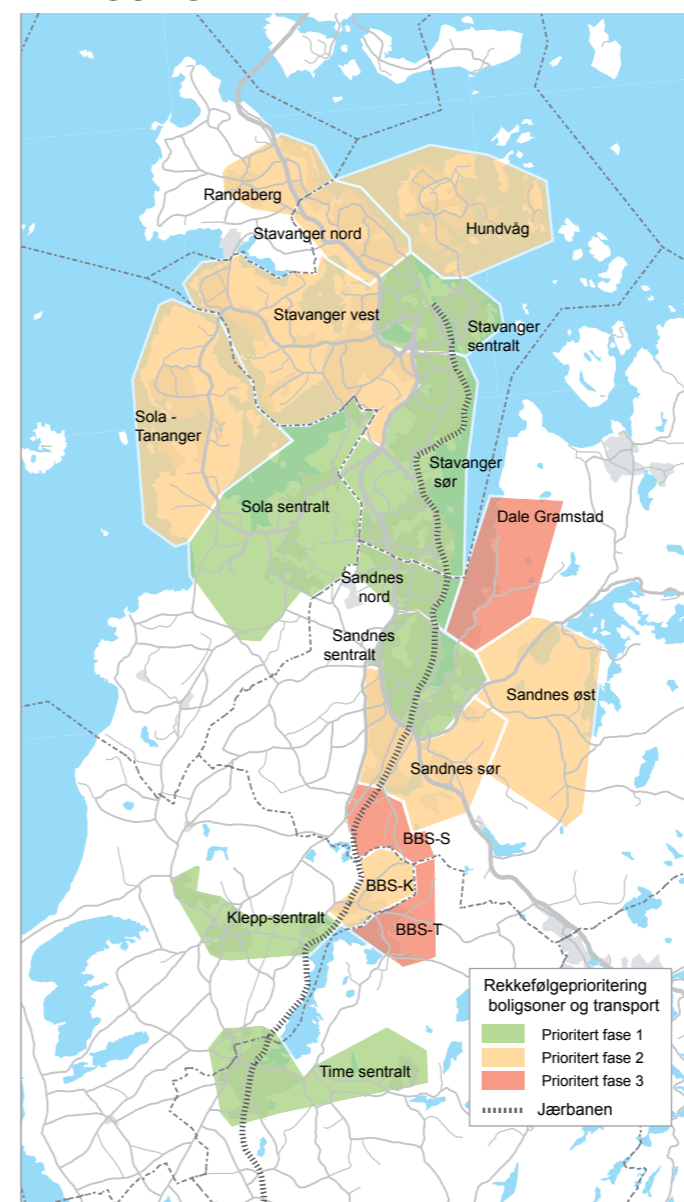 Randaberg
Stavanger nord
Hundvåg
Stavanger vest
Stavanger
sentralt
Sola -
Tananger
Stavanger
sør
Sola sentralt
Dale Gramstad
Sandnes
nord
Sandnes
sentralt
Sandnes øst
Sandnes sør
BBS-S
BBS-K
Klepp-sentralt
BBS-T
Time sentralt
Rekkefølgeprioritering
boligsoner og transport
Prioritert fase 1
Prioritert fase 2
Prioritert fase 3
Jærbanen